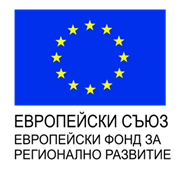 ЕВРОПЕЙСКИ СЪЮЗ
ЕВРОПЕЙСКИ ФОНД ЗА
РЕГИОНАЛНО РАЗВИТИЕ